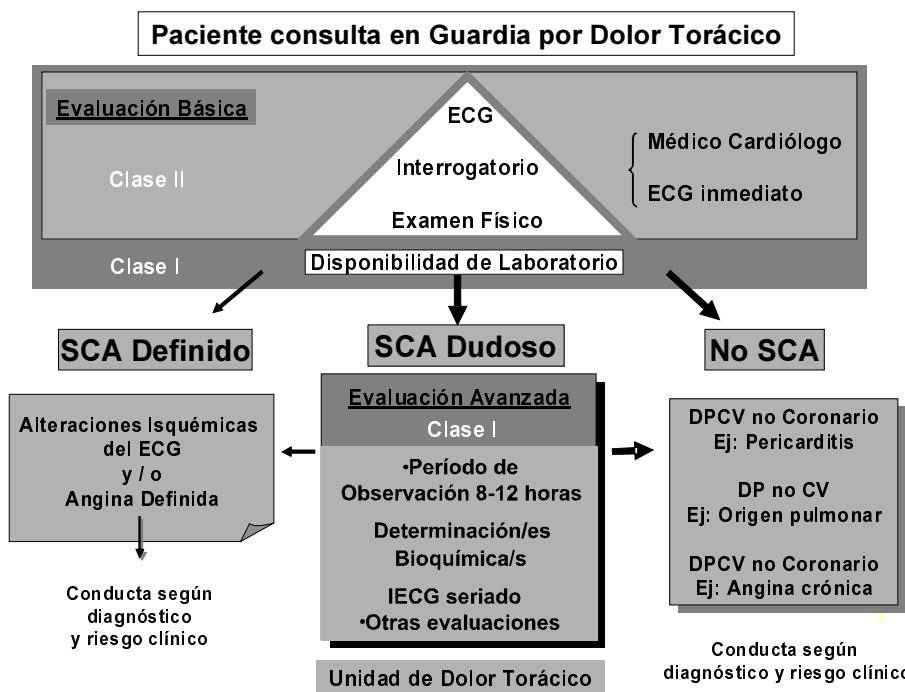 Paciente consulta en Guardia por Dolor Torácico
Evaluación Básica
Clase II
ECG
Interrogatorio
Examen Físico
Médico Cardiólogo
ECG inmediato
Clase I
Disponibilidad de Laboratorio
SCA Definido
SCA Dudoso
No SCA
Alteraciones Isquémicas
del ECG
y / o
Angina Definida
Conducta según
diagnóstico
y riesgo clínico
Evaluación Avanzada
Clase I
•Período de
Observación 8-12 horas
Determinación/es
Bioquímica/s
IECG seriado
•Otras evaluaciones
Unidad de Dolor Torácico
DPCV no Coronario
Ej: Pericarditis
DP no CV
Ej: Origen pulmonar
DPCV no Coronario
Ej: Angina crónica
Conducta según
diagnóstico y riesgo clínico